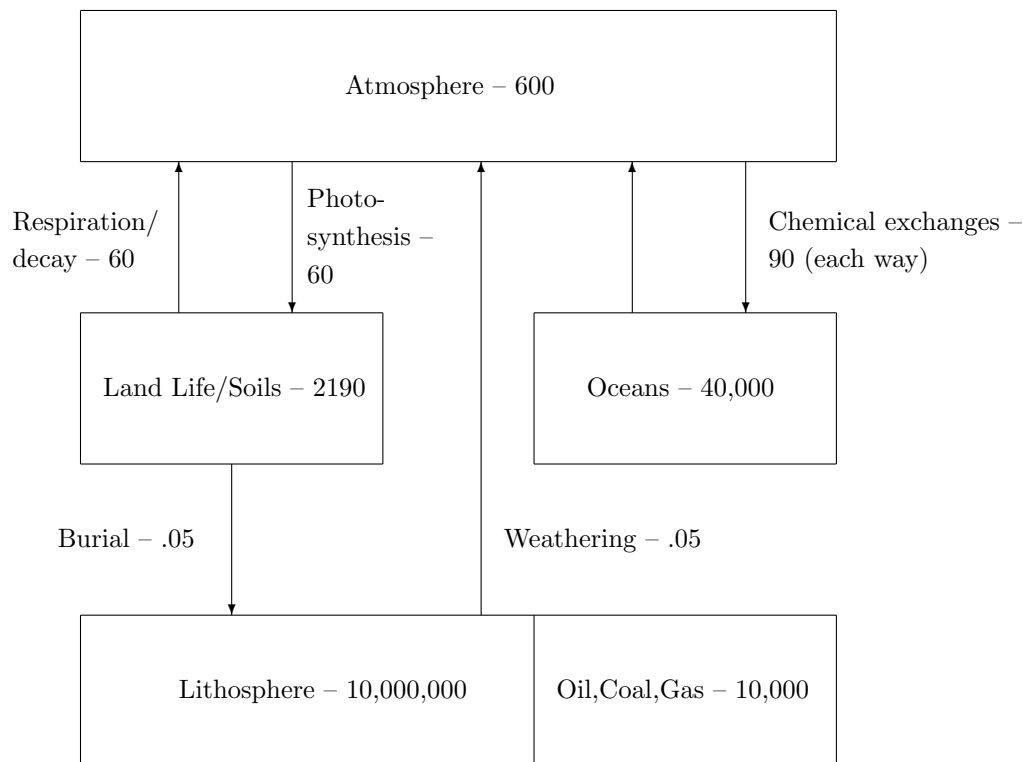 Atmosphere – 600
Respiration/
decay – 60
Photo-
synthesis –
60
Chemical exchanges –
90 (each way)
Land Life/Soils – 2190
Oceans – 40,000
Burial – .05
Weathering – .05
Lithosphere – 10,000,000
Oil,Coal,Gas – 10,000